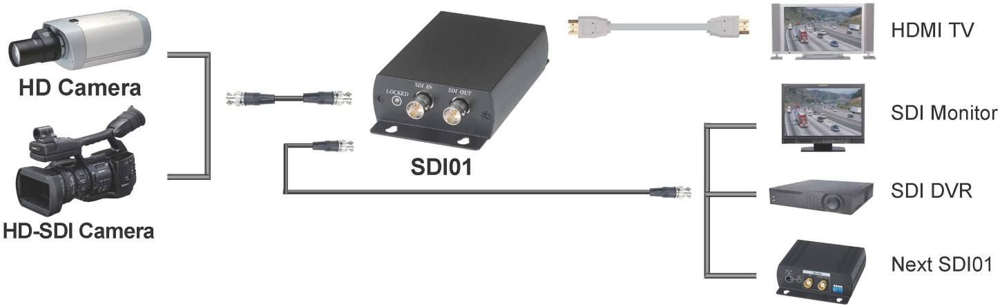 HD Camera
HD-SDI Camera
LOCKED
SDI IN
SDI OUT
SDI01
HDMI TV
SDI Monitor
SDI DVR
Next SDI01